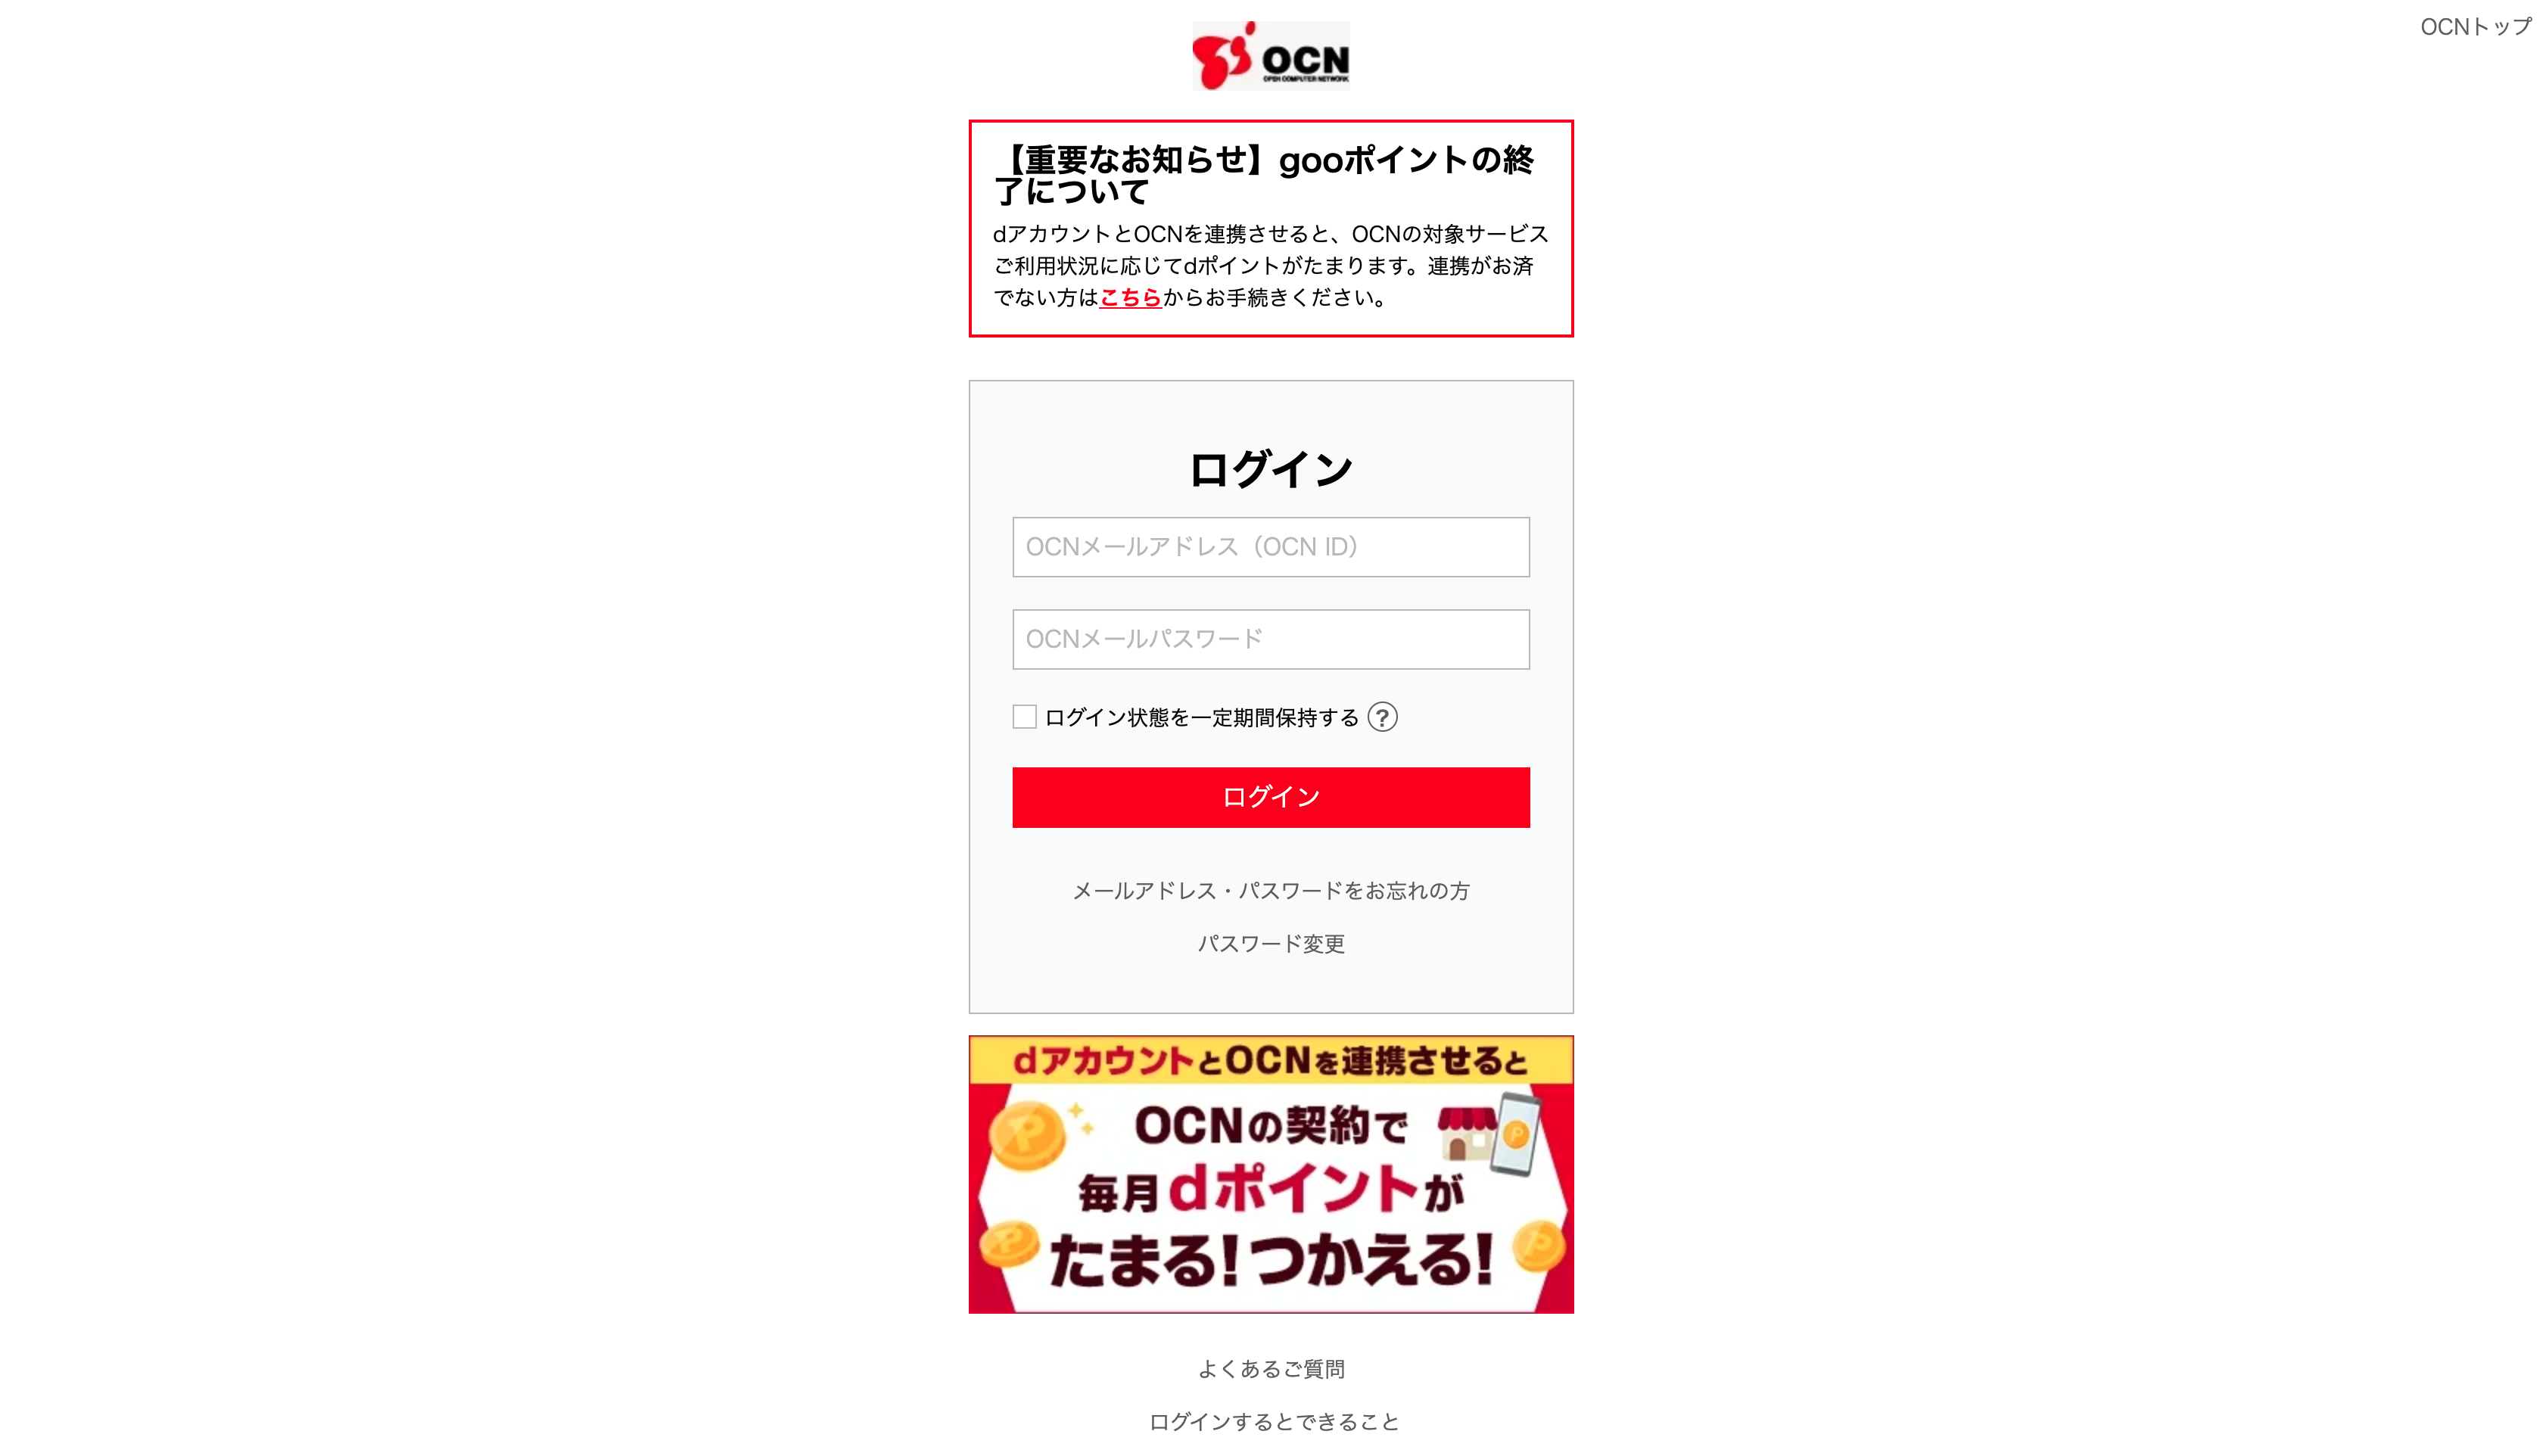 OCNトップ
OCN
OPEN COMPUTER NETWORK
【重要なお知らせ】gooポイントの終
了について
dアカウントとOCNを連携させると、OCNの対象サービス
ご利用状況に応じてdポイントがたまります。連携がお済
でない方はこちらからお手続きください。
ログイン
OCNメールアドレス（OCN ID）
OCNメールパスワード
ログイン状態を一定期間保持する ?
ログイン
メールアドレス・パスワードをお忘れの方
パスワード変更
dアカウントとOCNを連携させると
OCNの契約で
毎月dポイントが
たまる！つかえる！
よくあるご質問
ログインするとできること